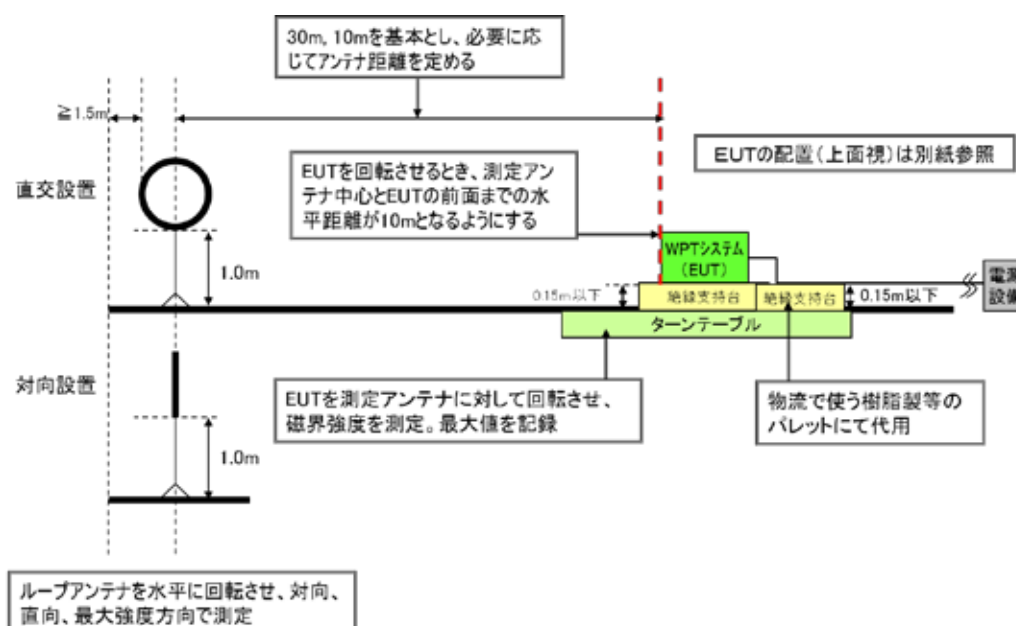 30m, 10mを基本とし、必要に応
じてアンテナ距離を定める
≧1.5m
EUTの配置(上面視)は別紙参照
EUTを回転させるとき、測定アン
テナ中心とEUTの前面までの水
平距離が10mとなるようにする
直交設置
WPTシステム
(EUT)
1.0m
電源
設備
0.15m以下
絶縁支持台
絶縁支持台
0.15m以下
ターンテーブル
対向設置
EUTを測定アンテナに対して回転させ、
磁界強度を測定。最大値を記録
物流で使う樹脂製等の
パレットにて代用
1.0m
ループアンテナを水平に回転させ、対向、
直向、最大強度方向で測定